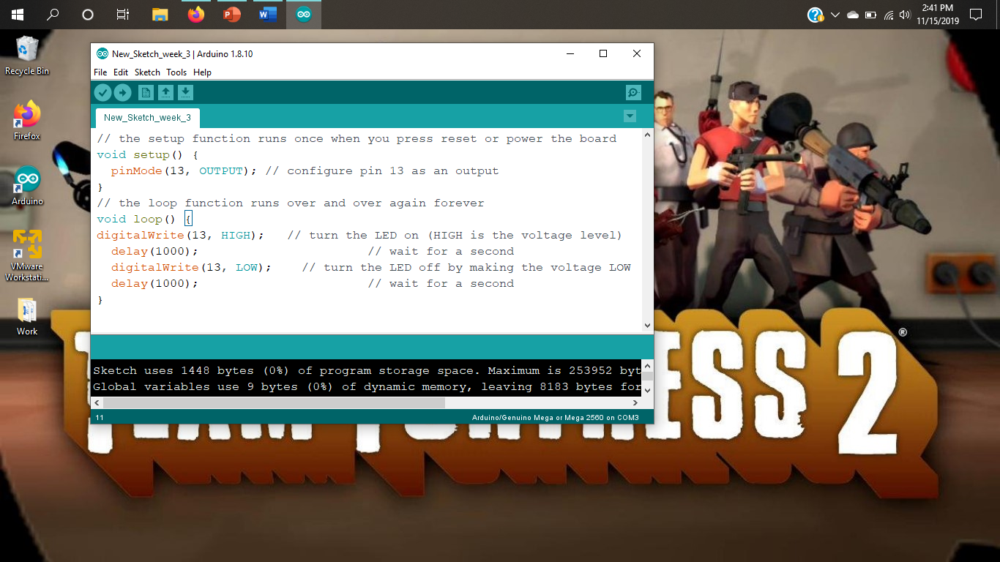 2:41 PM
11/15/2019
Recycle Bin
Firefox
Arduino
VMware
Workstati...
Work
New_Sketch_week_3 | Arduino 1.8.10
File Edit Sketch Tools Help
New_Sketch_week_3
// the setup function runs once when you press reset or power the board
void setup() {
  pinMode(13, OUTPUT); // configure pin 13 as an output
}
// the loop function runs over and over again forever
void loop() {
digitalWrite(13, HIGH);   // turn the LED on (HIGH is the voltage level)
  delay(1000);                       // wait for a second
  digitalWrite(13, LOW);    // turn the LED off by making the voltage LOW
  delay(1000);                       // wait for a second
}
Sketch uses 1448 bytes (0%) of program storage space. Maximum is 253952 byt
Global variables use 9 bytes (0%) of dynamic memory, leaving 8183 bytes for
11
Arduino/Genuino Mega or Mega 2560 on COM3
TEAM FORTRESS 2®